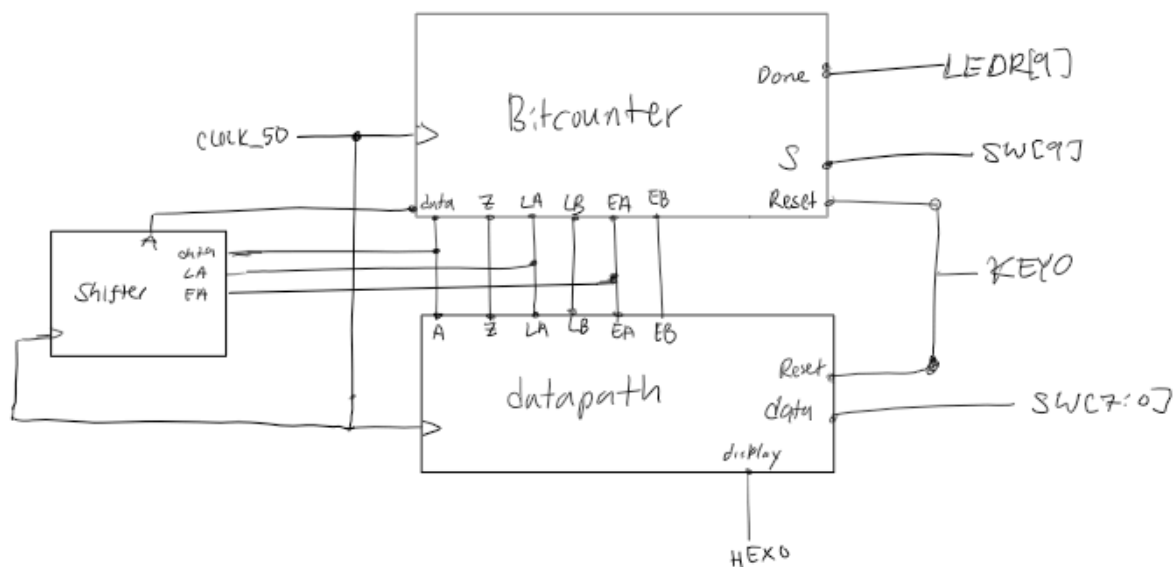 Done
LEDR[9]
Bitcounter
CLOCK_50
S
SW[9]
data Z LA LB EA EB
Reset
A
data
LA
EA
Shifter
KEY0
A Z LA LB EA EB
Reset
datapath
data
SW[7:0]
display
HEX0